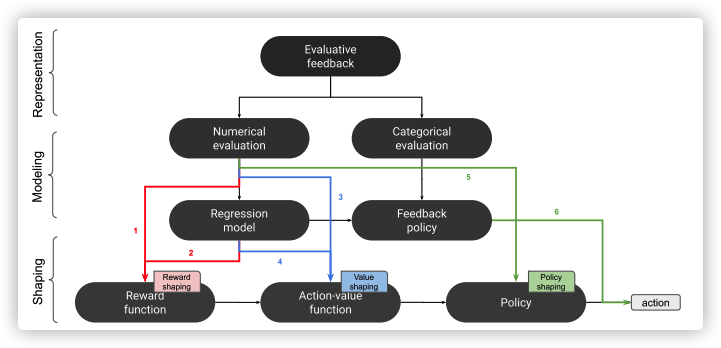 Representation
Evaluative
feedback
Modeling
Numerical
evaluation
Categorical
evaluation
5
3
1
Regression
model
Feedback
policy
6
2
4
Shaping
Reward
shaping
Value
shaping
Policy
shaping
Reward
function
Action-value
function
Policy
action